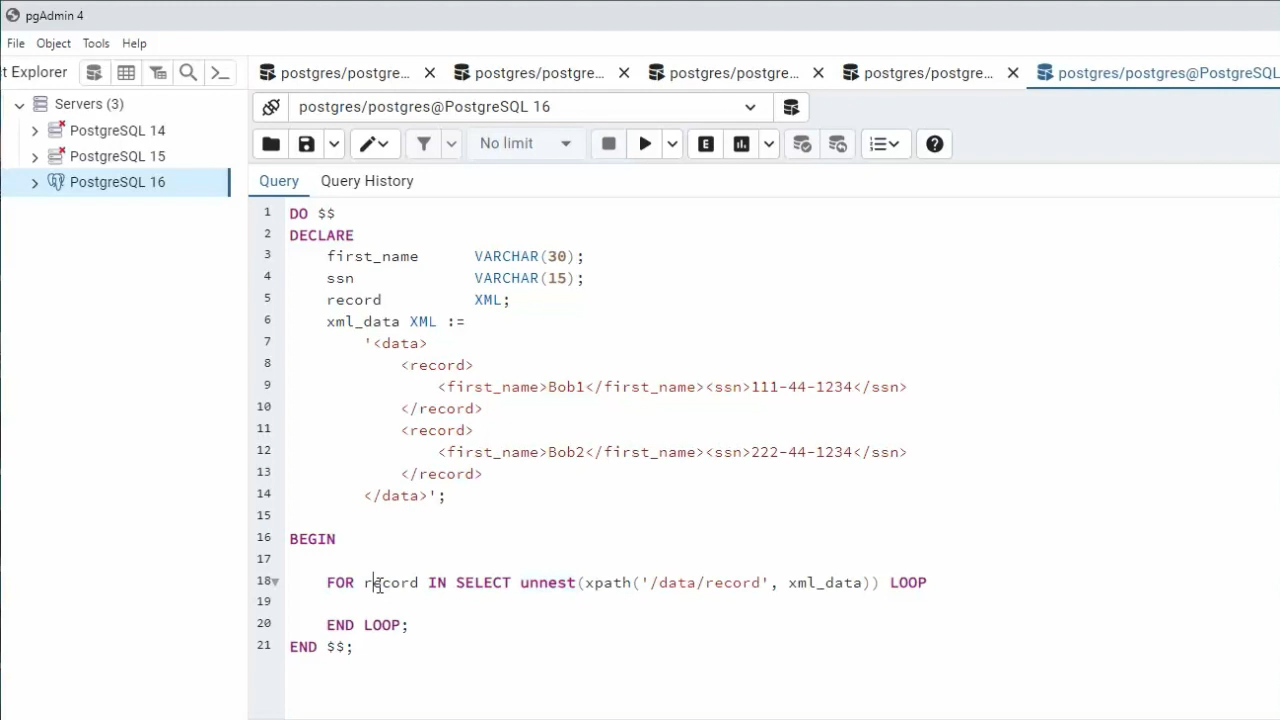 pgAdmin 4
File Object Tools Help
t Explorer
postgres/postgre... postgres/postgre... postgres/postgre... postgres/postgre... postgres/postgres@PostgreSQL
Servers (3)
PostgreSQL 14
PostgreSQL 15
PostgreSQL 16
postgres/postgres@PostgreSQL 16
No limit
E
Query Query History
1 DO $$
2 DECLARE
3 first_name VARCHAR(30);
4 ssn VARCHAR(15);
5 record XML;
6 xml_data XML :=
7 '<data>
8 <record>
9 <first_name>Bob1</first_name><ssn>111-44-1234</ssn>
10 </record>
11 <record>
12 <first_name>Bob2</first_name><ssn>222-44-1234</ssn>
13 </record>
14 </data>';
15
16 BEGIN
17
18 FOR record IN SELECT unnest(xpath('/data/record', xml_data)) LOOP
19
20 END LOOP;
21 END $$;